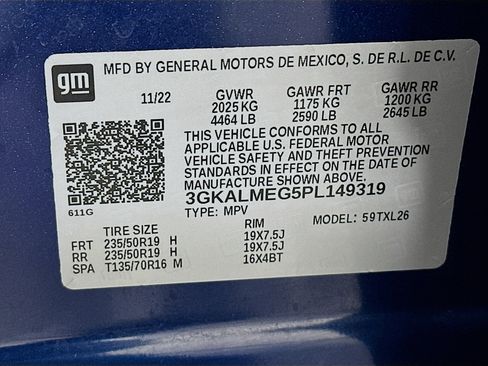 gm
MFD BY GENERAL MOTORS DE MEXICO, S. DE R.L. DE C.V.
11/22 GVWR GAWR FRT GAWR RR
2025 KG 1175 KG 1200 KG
4464 LB 2590 LB 2645 LB
THIS VEHICLE CONFORMS TO ALL
APPLICABLE U.S. FEDERAL MOTOR
VEHICLE SAFETY AND THEFT PREVENTION
STANDARDS IN EFFECT ON THE DATE OF
MANUFACTURE SHOWN ABOVE.
3GKALMEG5PL149319
611G TYPE: MPV MODEL: 59TXL26
TIRE SIZE RIM
FRT 235/50R19 H 19X7.5J
RR 235/50R19 H 19X7.5J
SPA T135/70R16 M 16X4BT